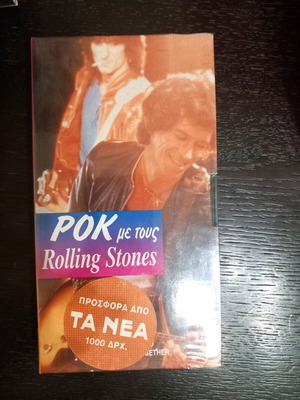 ΡΟΚ με τους
Rolling Stones
ΠΡΟΣΦΟΡΑ ΑΠΟ
ΤΑ ΝΕΑ
1000 ΔΡΧ.